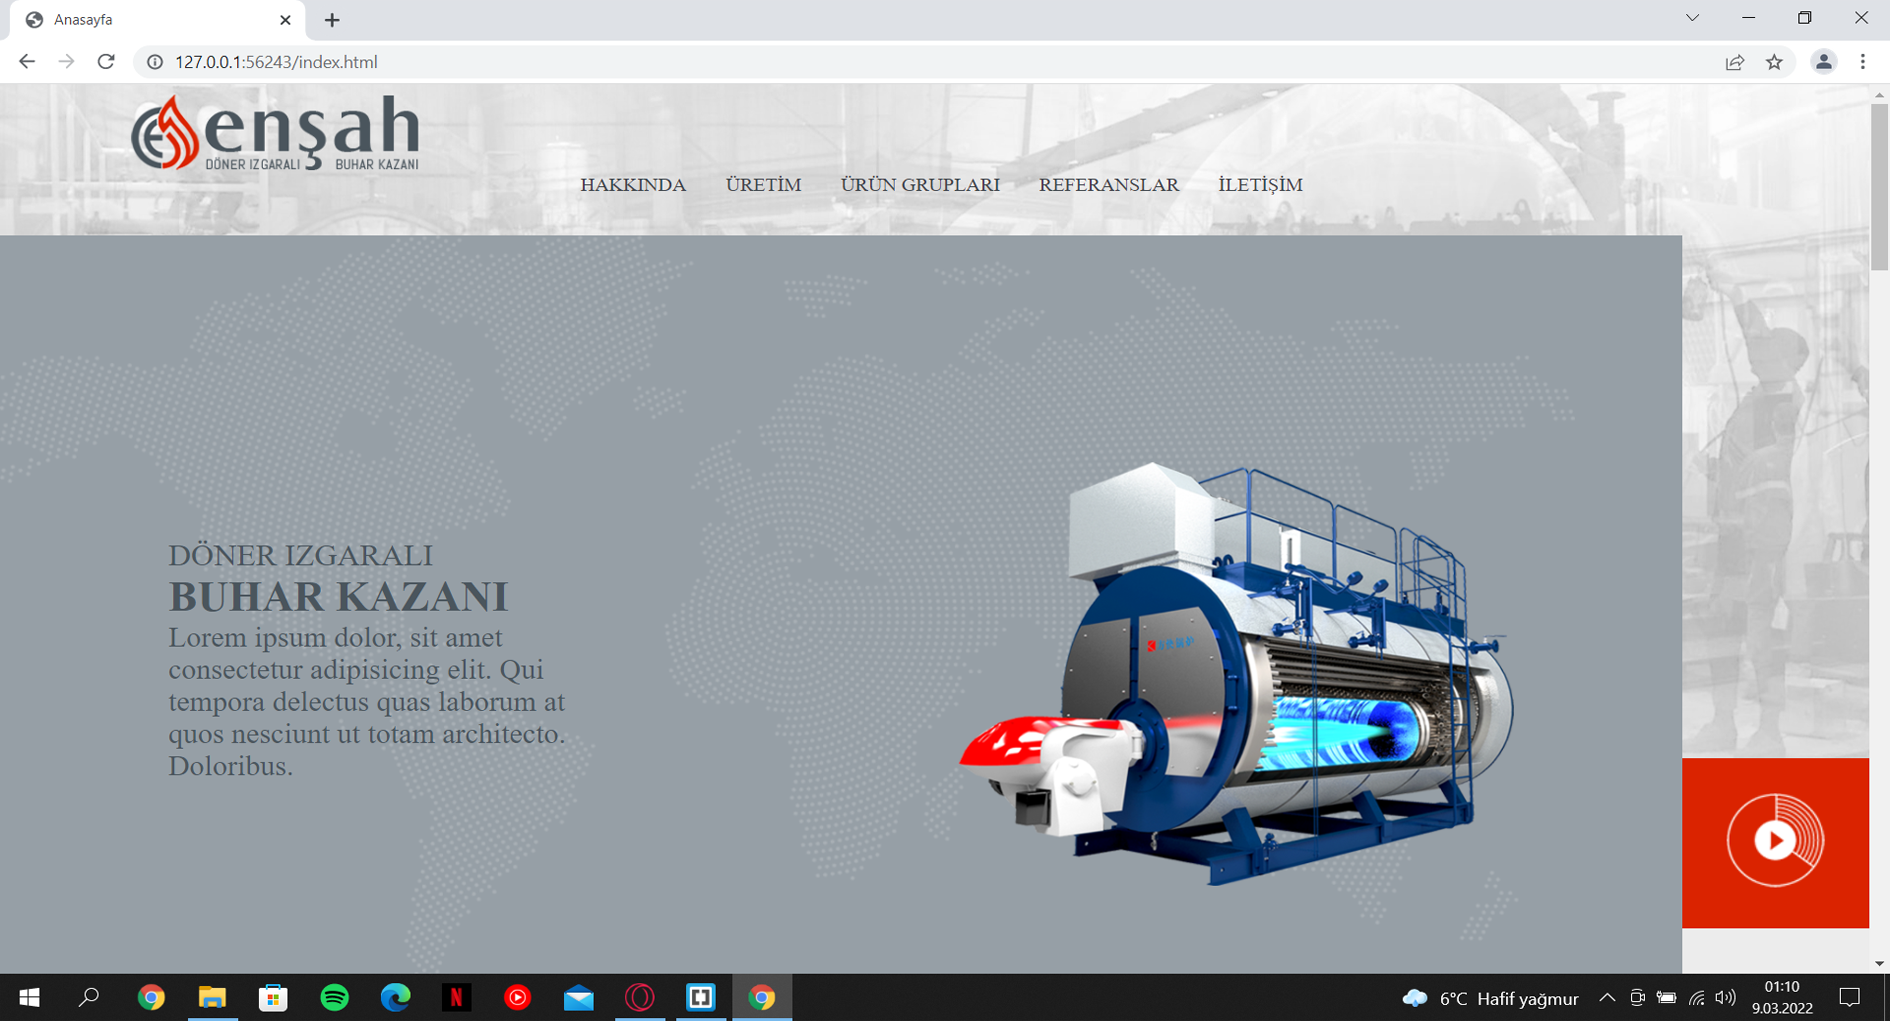 Anasayfa
127.0.0.1:56243/index.html
enşah
DÖNER IZGARALI BUHAR KAZANI
HAKKINDA ÜRETİM ÜRÜN GRUPLARI REFERANSLAR İLETİŞİM
DÖNER IZGARALI
BUHAR KAZANI
Lorem ipsum dolor, sit amet
consectetur adipisicing elit. Qui
tempora delectus quas laborum at
quos nesciunt ut totam architecto.
Doloribus.
6°C Hafif yağmur
01:10
9.03.2022